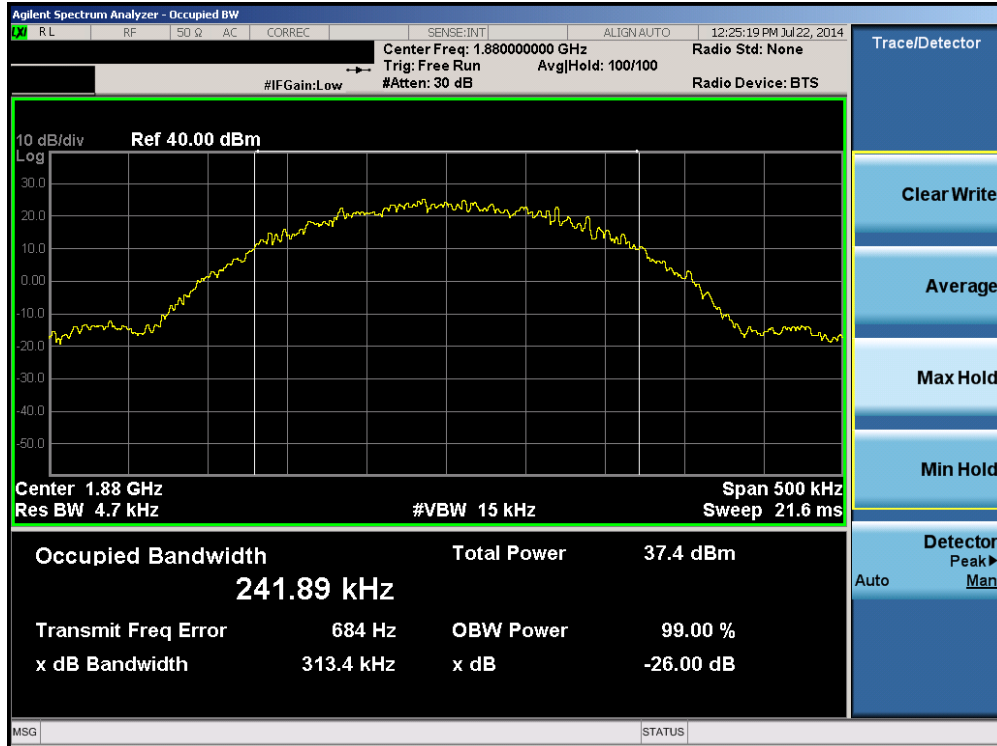 Agilent Spectrum Analyzer - Occupied BW
LXI RL RF 50 Ω AC CORREC SENSE:INT ALIGN AUTO 12:25:19 PM Jul 22, 2014
Center Freq: 1.880000000 GHz Radio Std: None
Trig: Free Run Avg|Hold: 100/100
#IFGain:Low #Atten: 30 dB Radio Device: BTS
10 dB/div Ref 40.00 dBm
Log
30.0
20.0
10.0
0.00
-10.0
-20.0
-30.0
-40.0
-50.0
Center 1.88 GHz Span 500 kHz
Res BW 4.7 kHz #VBW 15 kHz Sweep 21.6 ms
Occupied Bandwidth Total Power 37.4 dBm
241.89 kHz
Transmit Freq Error 684 Hz OBW Power 99.00 %
x dB Bandwidth 313.4 kHz x dB -26.00 dB
MSG STATUS
Trace/Detector
Clear Write
Average
Max Hold
Min Hold
Detector
Peak▶
Auto Man